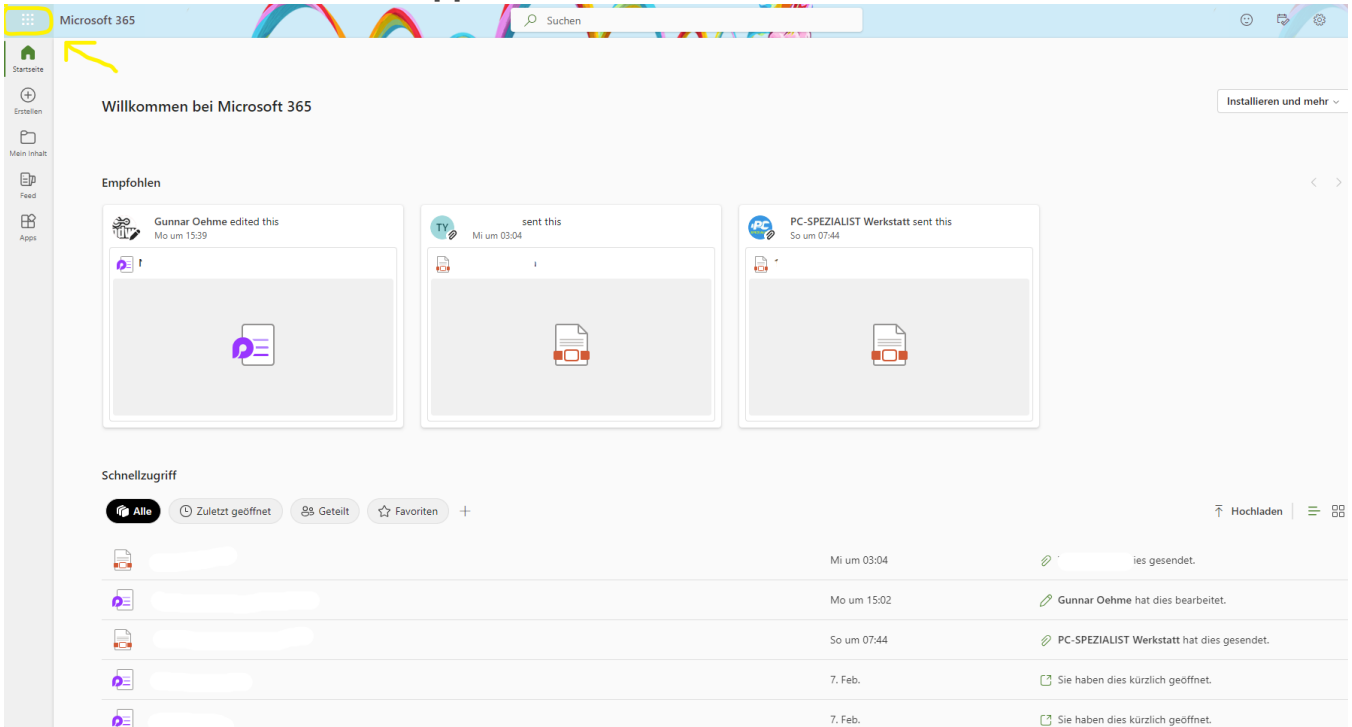 Microsoft 365
Suchen
Startseite
Erstellen
Mein Inhalt
Feed
Apps
Willkommen bei Microsoft 365
Installieren und mehr
Empfohlen
Gunnar Oehme edited this
Mo um 15:39
TY
sent this
Mi um 03:04
PC
PC-SPEZIALIST Werkstatt sent this
So um 07:44
Schnellzugriff
Alle
Zuletzt geöffnet
Geteilt
Favoriten
Hochladen
Mi um 03:04
ies gesendet.
Mo um 15:02
Gunnar Oehme hat dies bearbeitet.
So um 07:44
PC-SPEZIALIST Werkstatt hat dies gesendet.
7. Feb.
Sie haben dies kürzlich geöffnet.
7. Feb.
Sie haben dies kürzlich geöffnet.